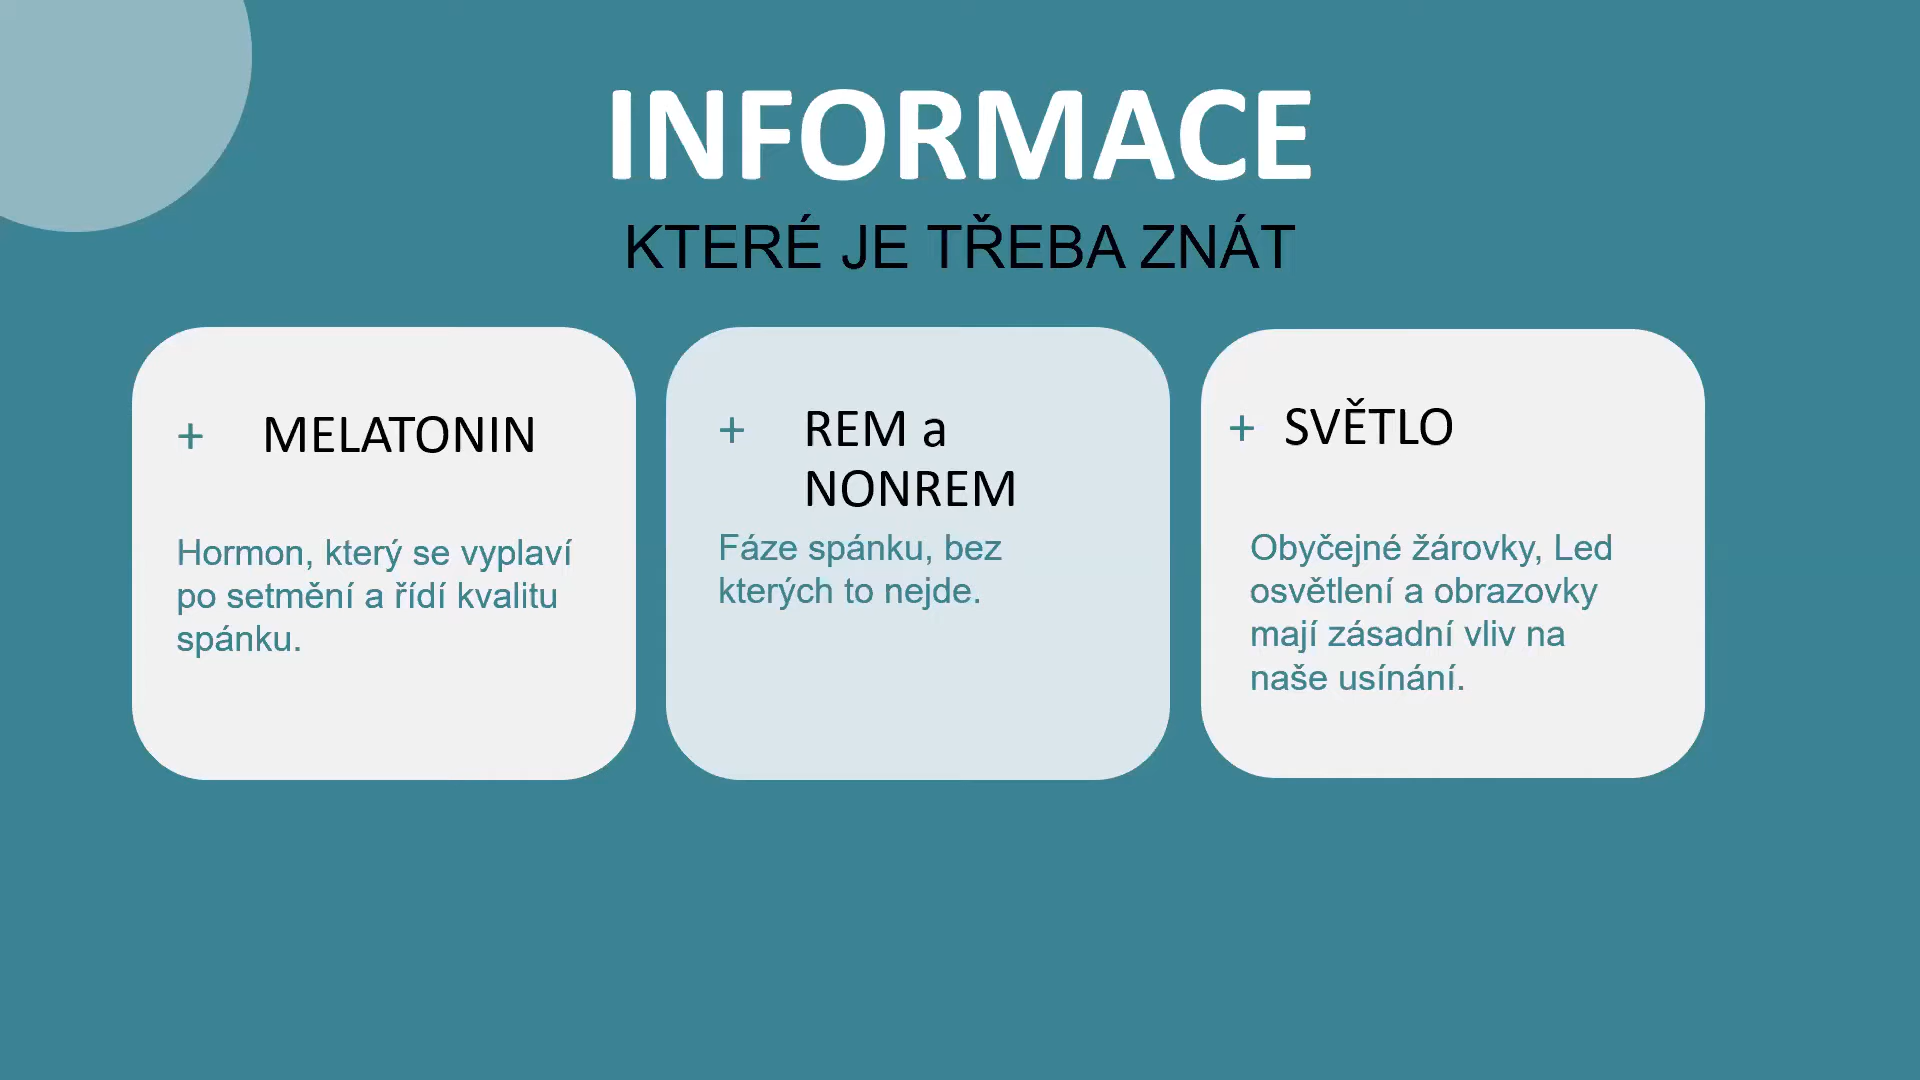 INFORMACE
KTERÉ JE TŘEBA ZNÁT
+ MELATONIN
Hormon, který se vyplaví
po setmění a řídí kvalitu
spánku.
+ REM a
NONREM
Fáze spánku, bez
kterých to nejde.
+ SVĚTLO
Obyčejné žárovky, Led
osvětlení a obrazovky
mají zásadní vliv na
naše usínání.